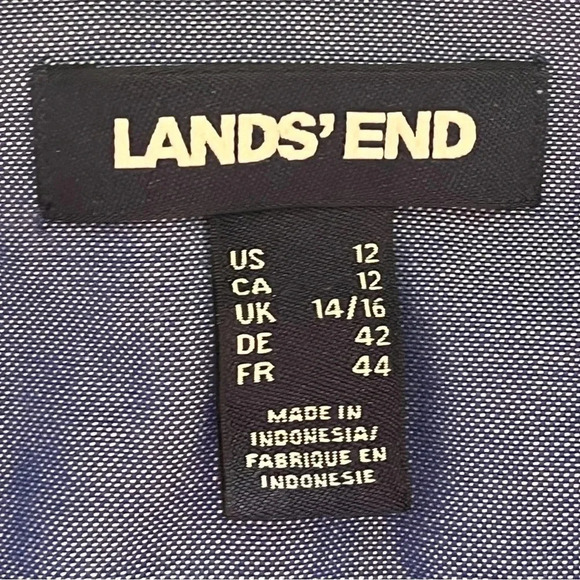 LANDS' END
US 12
CA 12
UK 14/16
DE 42
FR 44
MADE IN
INDONESIA/
FABRIQUE EN
INDONESIE